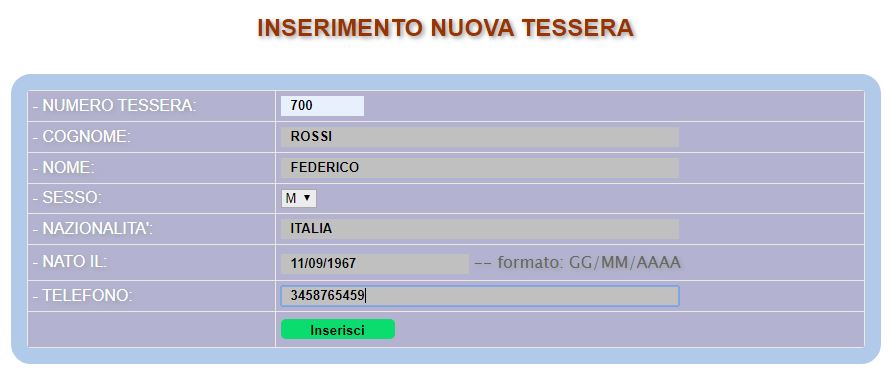 INSERIMENTO NUOVA TESSERA
- NUMERO TESSERA: 700
- COGNOME: ROSSI
- NOME: FEDERICO
- SESSO: M
- NAZIONALITA': ITALIA
- NATO IL: 11/09/1967 -- formato: GG/MM/AAAA
- TELEFONO: 3458765459
Inserisci